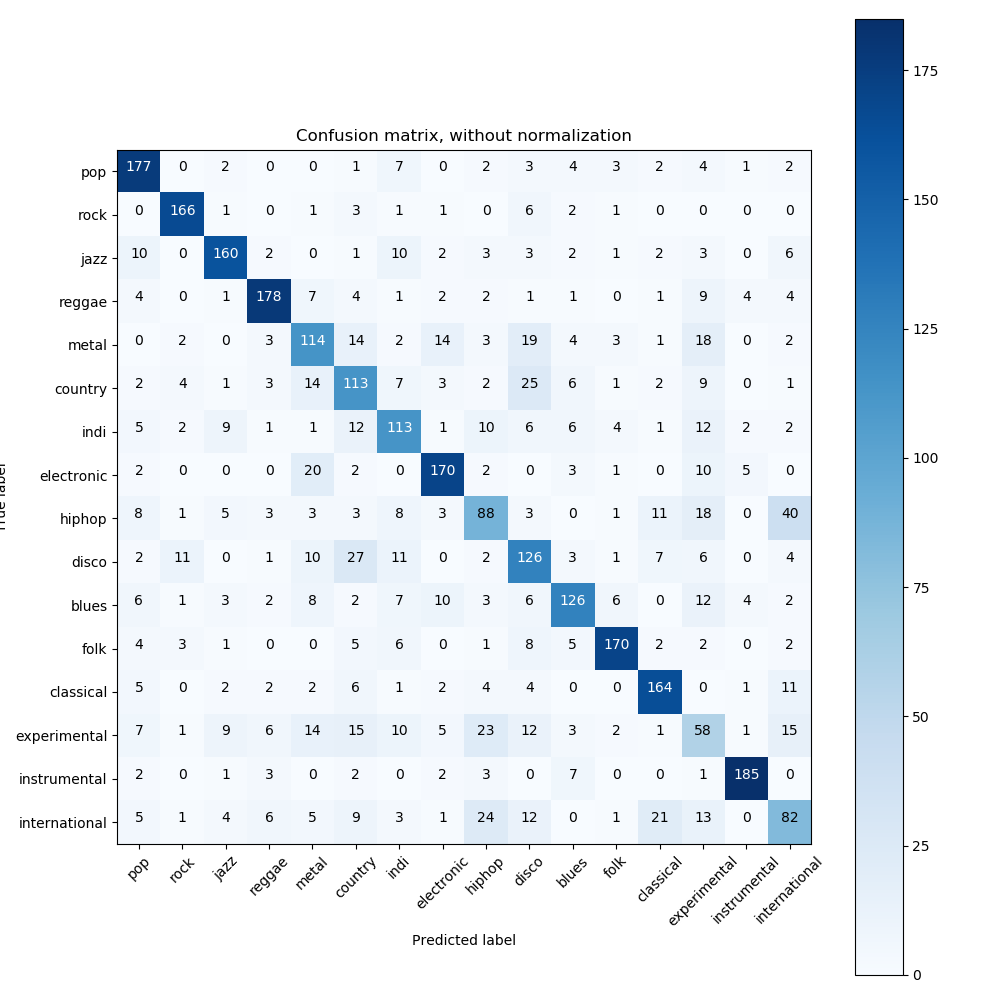 Confusion matrix, without normalization
pop 177 0 2 0 0 1 7 0 2 3 4 3 2 4 1 2
rock 0 166 1 0 1 3 1 1 0 6 2 1 0 0 0 0
jazz 10 0 160 2 0 1 10 2 3 3 2 1 2 3 0 6
reggae 4 0 1 178 7 4 1 2 2 1 1 0 1 9 4 4
metal 0 2 0 3 114 14 2 14 3 19 4 3 1 18 0 2
country 2 4 1 3 14 113 7 3 2 25 6 1 2 9 0 1
indi 5 2 9 1 1 12 113 1 10 6 6 4 1 12 2 2
electronic 2 0 0 0 20 2 0 170 2 0 3 1 0 10 5 0
hiphop 8 1 5 3 3 3 8 3 88 3 0 1 11 18 0 40
disco 2 11 0 1 10 27 11 0 2 126 3 1 7 6 0 4
blues 6 1 3 2 8 2 7 10 3 6 126 6 0 12 4 2
folk 4 3 1 0 0 5 6 0 1 8 5 170 2 2 0 2
classical 5 0 2 2 2 6 1 2 4 4 0 0 164 0 1 11
experimental 7 1 9 6 14 15 10 5 23 12 3 2 1 58 1 15
instrumental 2 0 1 3 0 2 0 2 3 0 7 0 0 1 185 0
international 5 1 4 6 5 9 3 1 24 12 0 1 21 13 0 82
pop rock jazz reggae metal country indi electronic hiphop disco blues folk classical experimental instrumental international
Predicted label
175
150
125
100
75
50
25
0